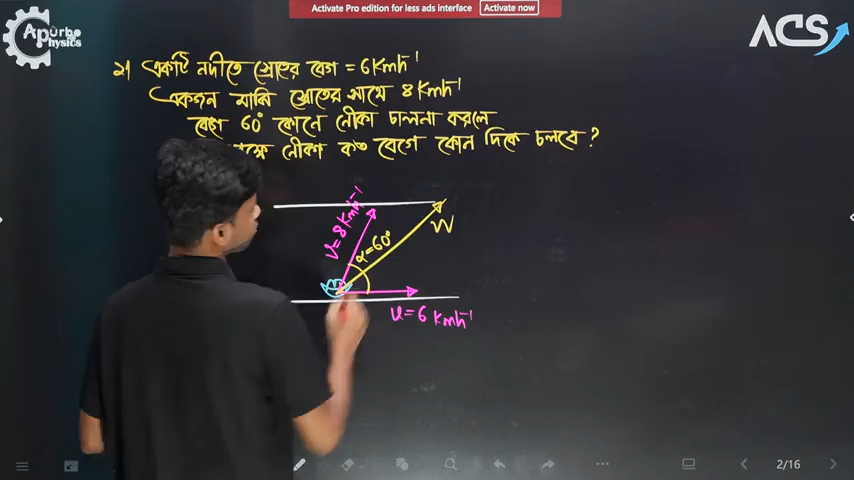 Activate Pro edition for less ads interface Activate now
Apurbo Physics
ACS
২। একটি নদীতে স্রোতের বেগ = 6 Kmh⁻¹
একজন মাঝি স্রোতের সাথে 8 Kmh⁻¹
বেগে 60° কোনে নৌকা চালনা করলে
নৌকা কত বেগে কোন দিকে চলবে?
v = 8 Kmh⁻¹
α = 60°
W
u = 6 Kmh⁻¹
2/16